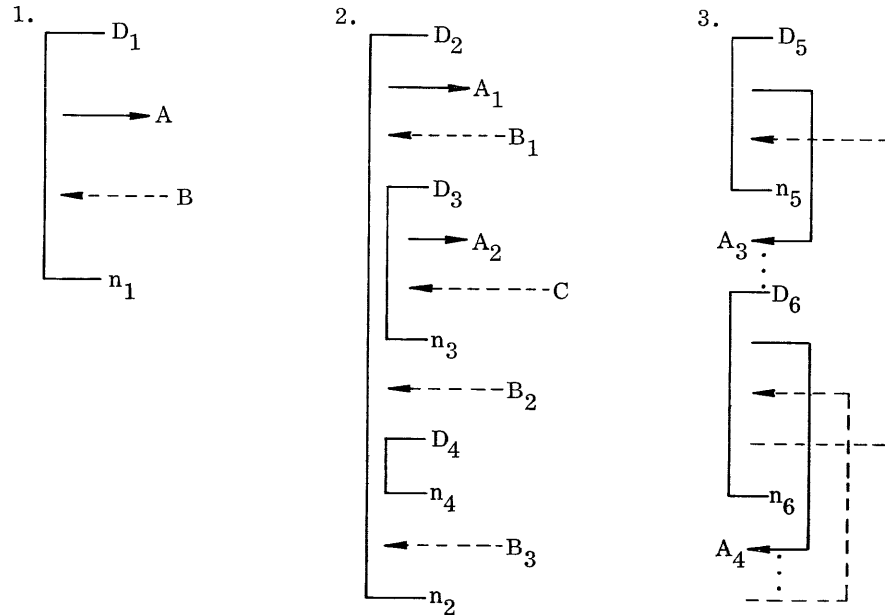 1.
D₁
A
B
n₁
2.
D₂
A₁
B₁
D₃
A₂
C
n₃
B₂
D₄
n₄
B₃
n₂
3.
D₅
n₅
A₃
D₆
n₆
A₄